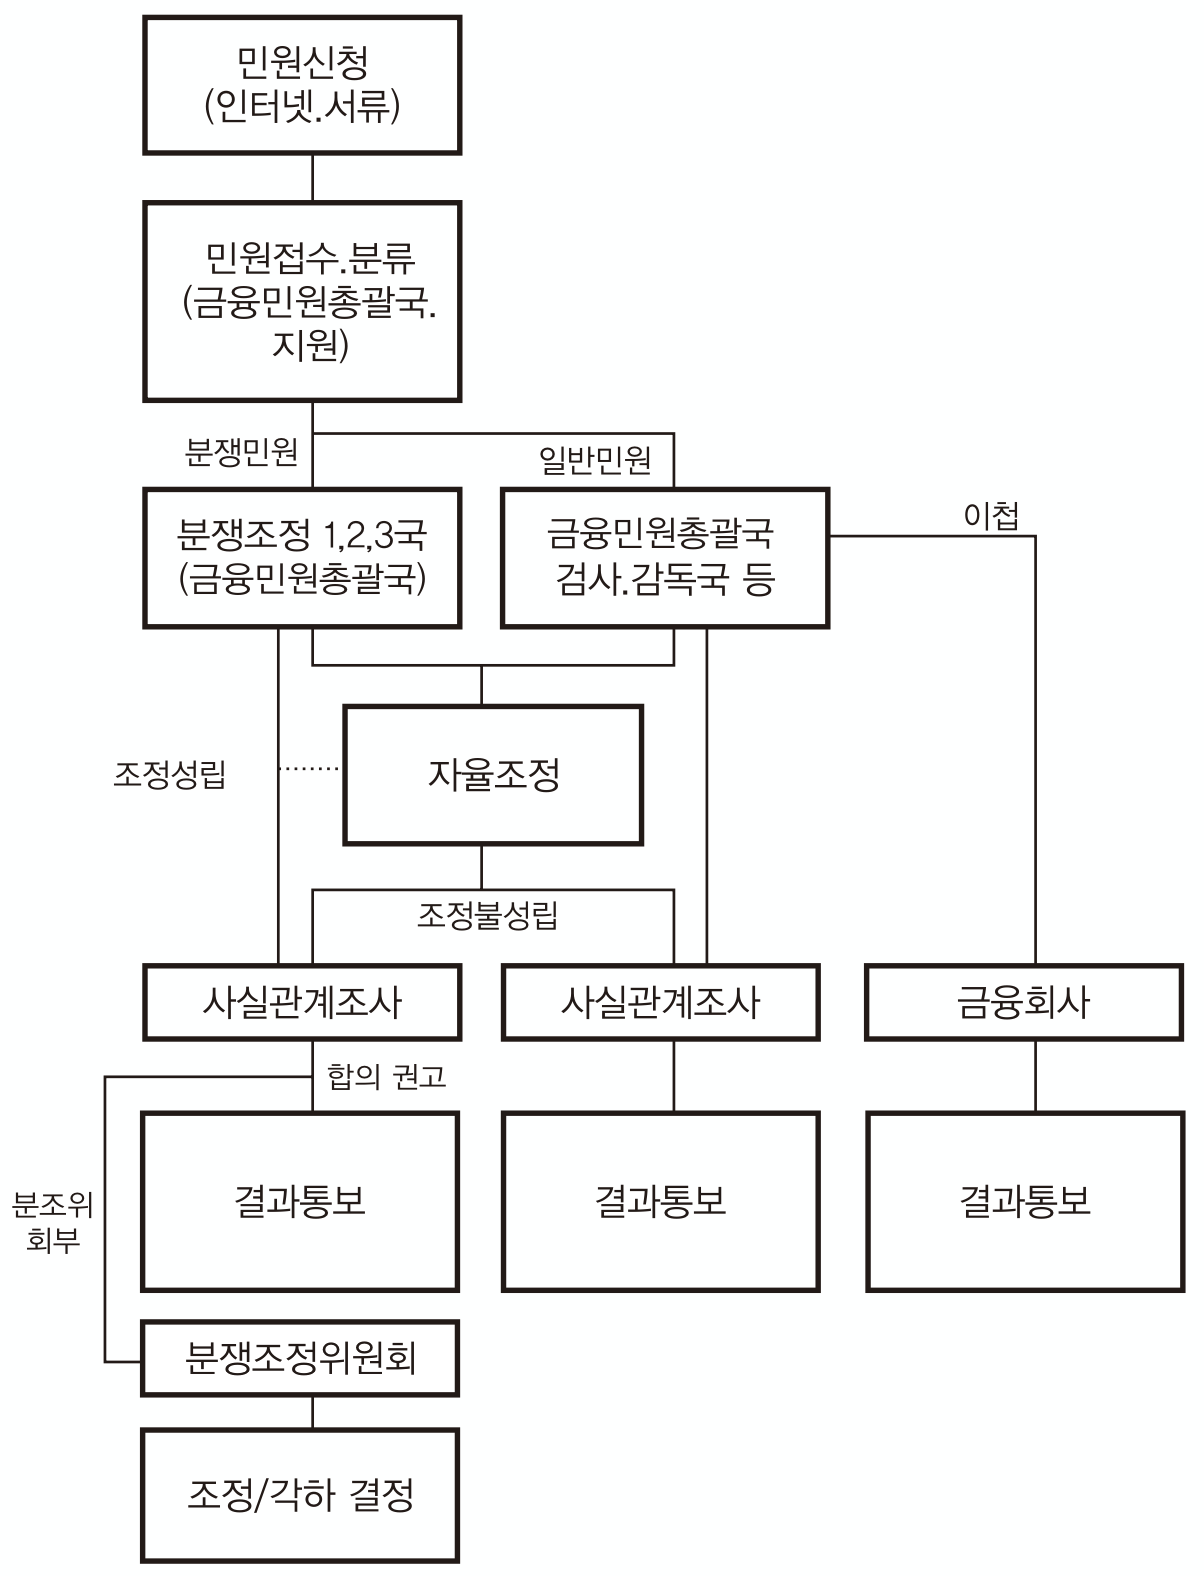 민원신청
(인터넷.서류)
민원접수.분류
(금융민원총괄국.
지원)
분쟁민원
일반민원
분쟁조정 1,2,3국
(금융민원총괄국)
금융민원총괄국
검사.감독국 등
이첩
자율조정
조정성립
조정불성립
사실관계조사
사실관계조사
금융회사
합의 권고
결과통보
결과통보
결과통보
분조위
회부
분쟁조정위원회
조정/각하 결정